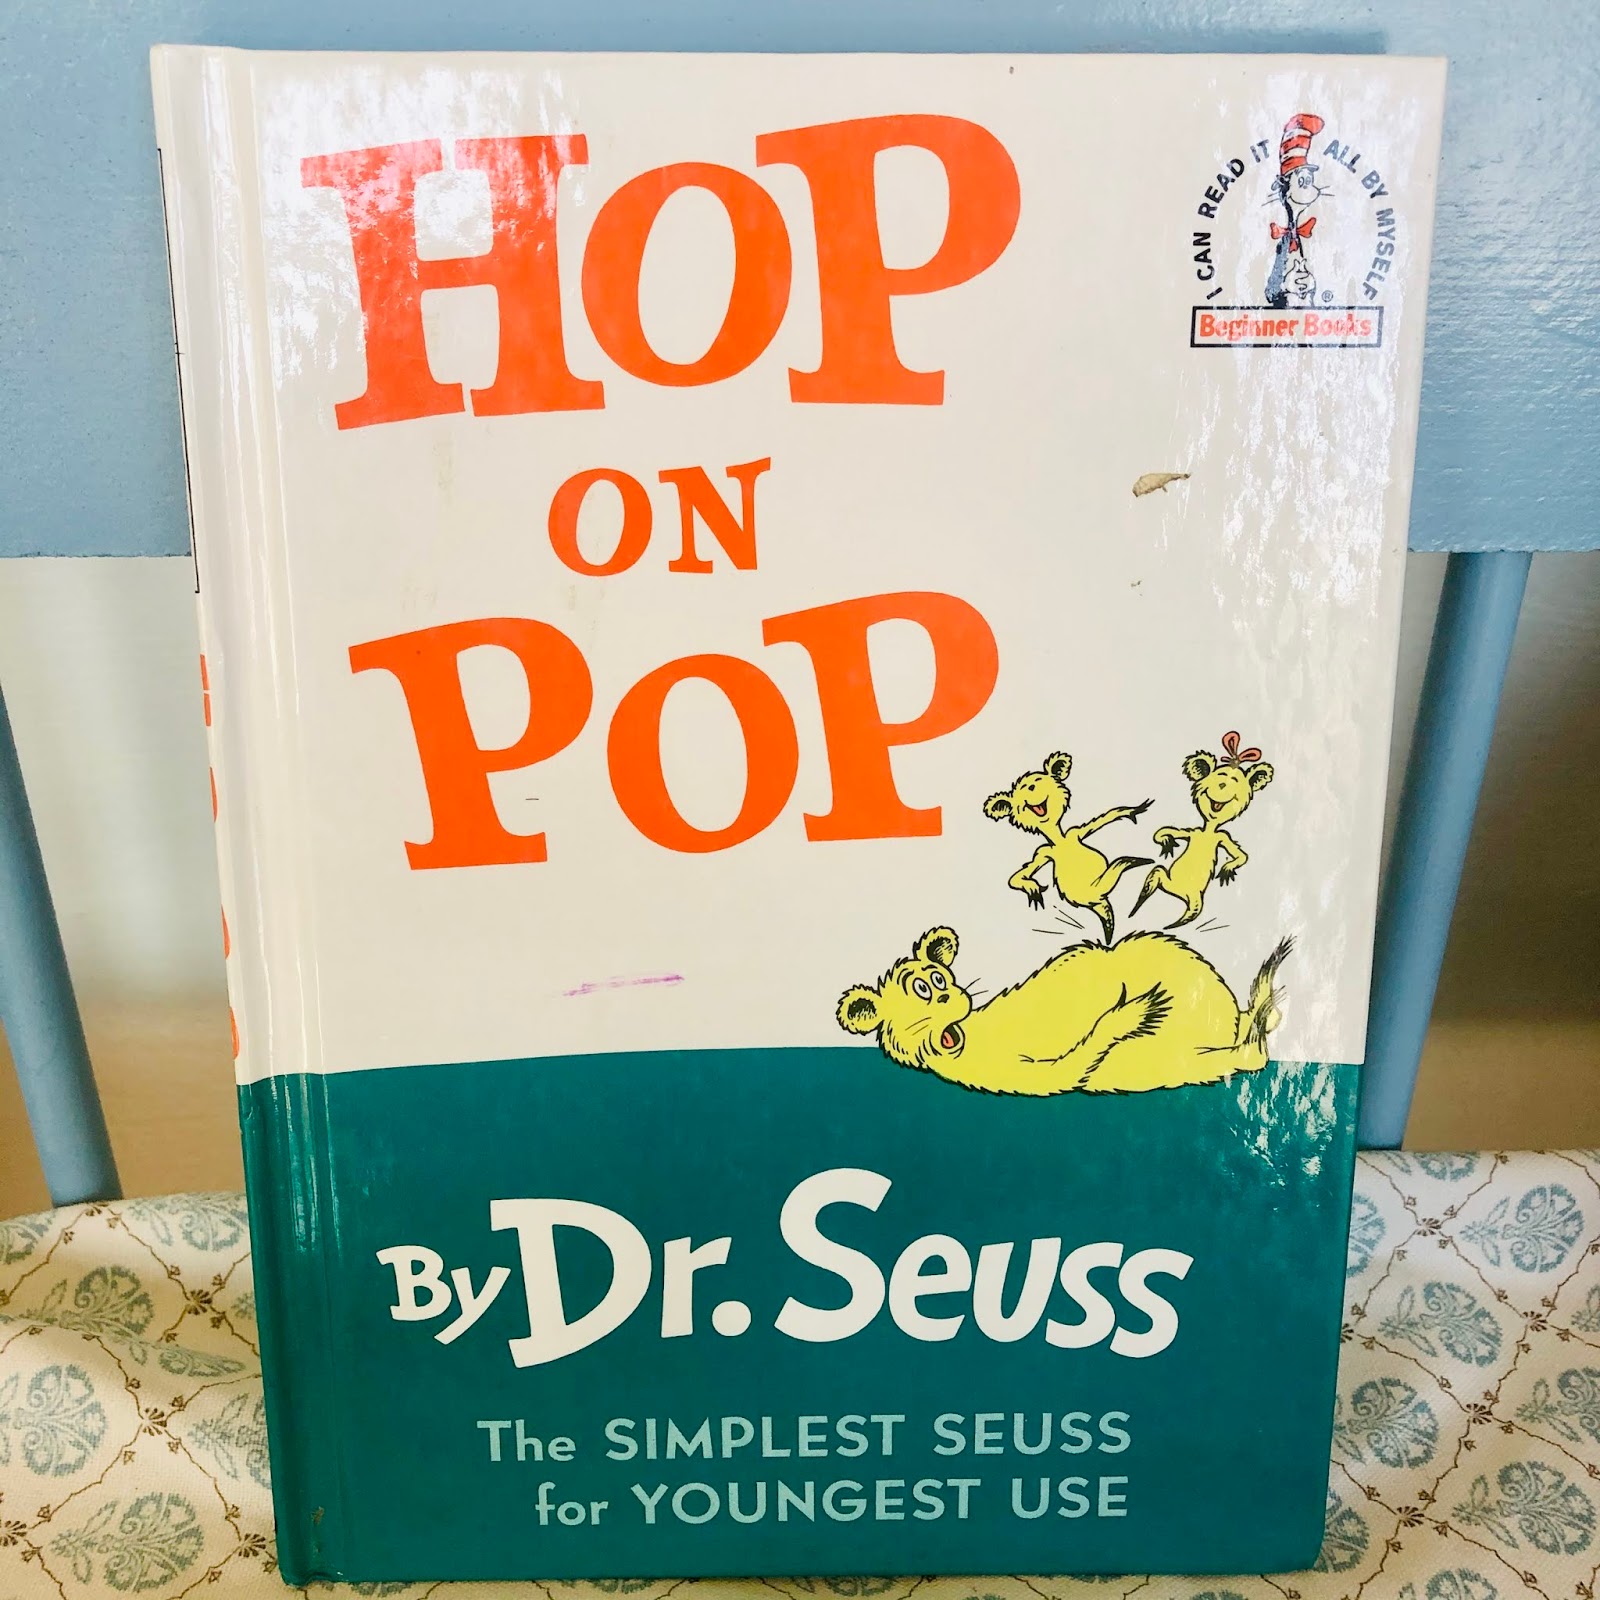 HOP
ON
POP
I CAN READ IT ALL BY MYSELF
®
Beginner Books
By Dr. Seuss
The SIMPLEST SEUSS
for YOUNGEST USE